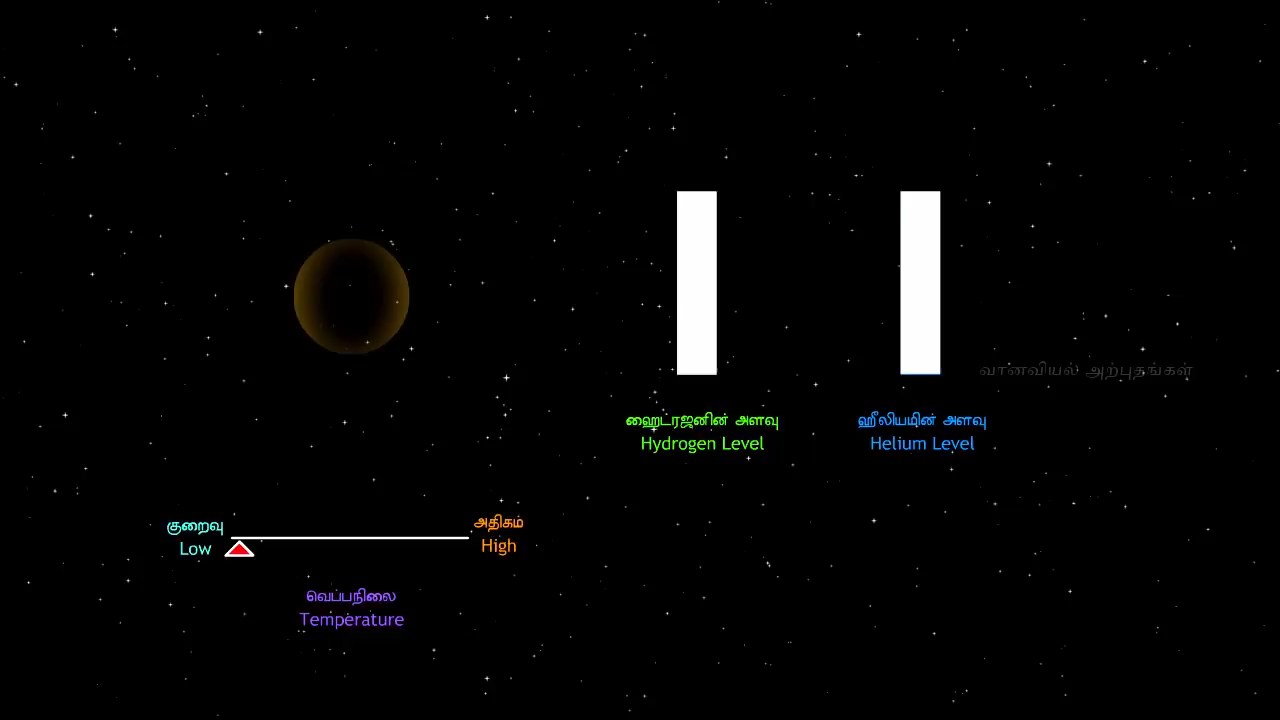 வானவியல் அற்புதங்கள்
ஹைட்ரஜனின் அளவு
Hydrogen Level
ஹீலியமின் அளவு
Helium Level
குறைவு
Low
அதிகம்
High
வெப்பநிலை
Temperature